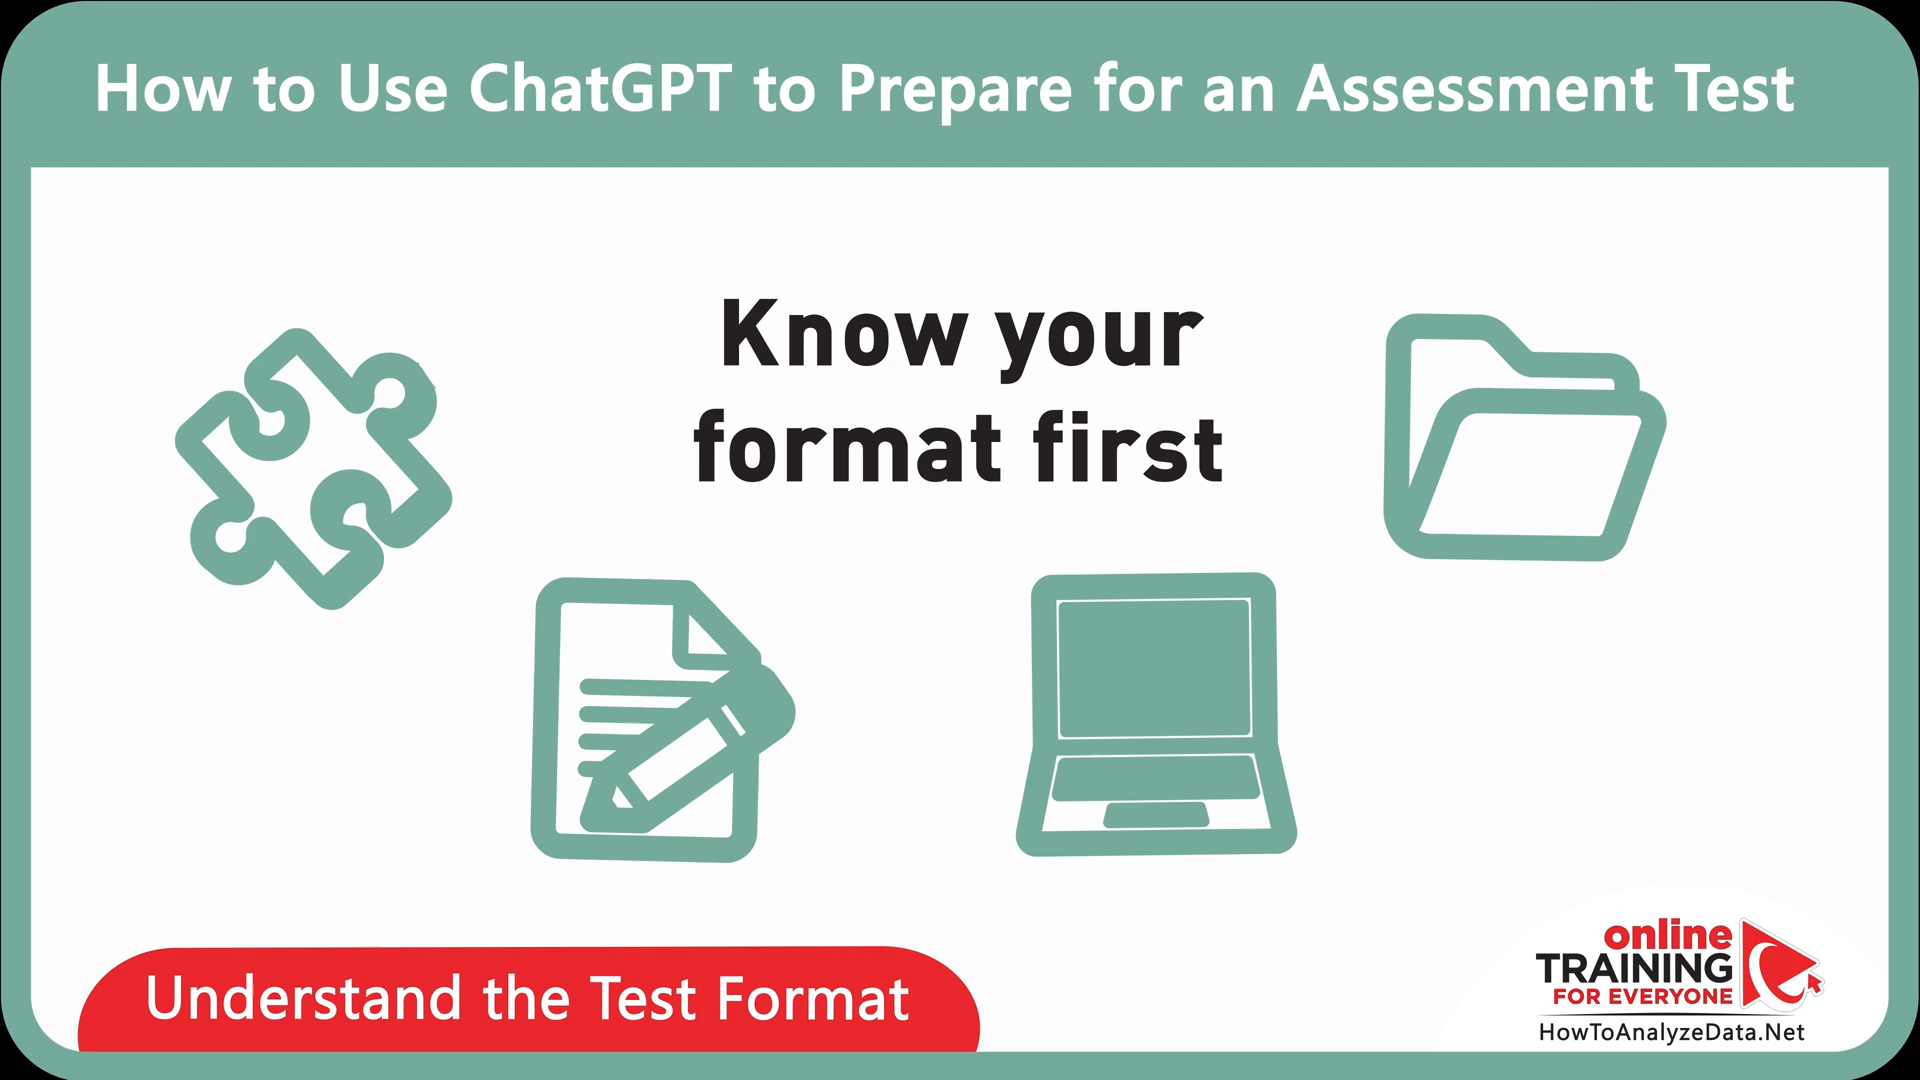 How to Use ChatGPT to Prepare for an Assessment Test
Know your
format first
Understand the Test Format
online
TRAINING
FOR EVERYONE
HowToAnalyzeData.Net